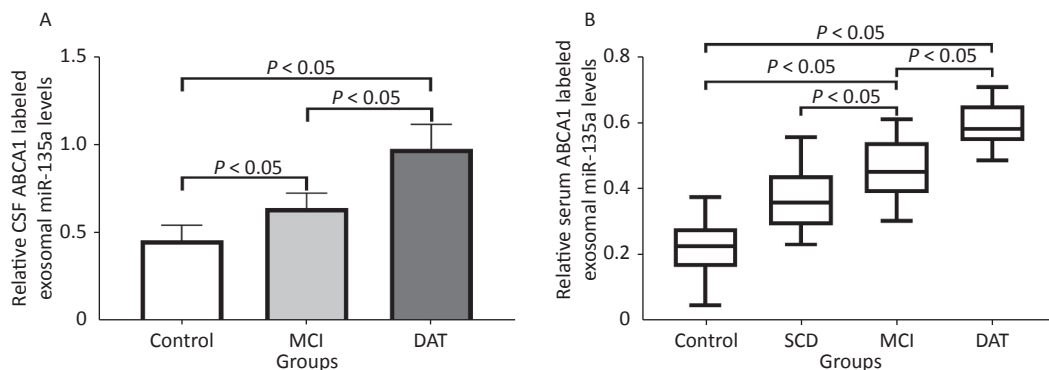 A
Relative CSF ABCA1 labeled
exosomal miR-135a levels
1.5
1.0
0.5
0
P < 0.05
P < 0.05
P < 0.05
Control
MCI
DAT
Groups
B
Relative serum ABCA1 labeled
exosomal miR-135a levels
0.8
0.6
0.4
0.2
0
P < 0.05
P < 0.05
P < 0.05
P < 0.05
Control
SCD
MCI
DAT
Groups